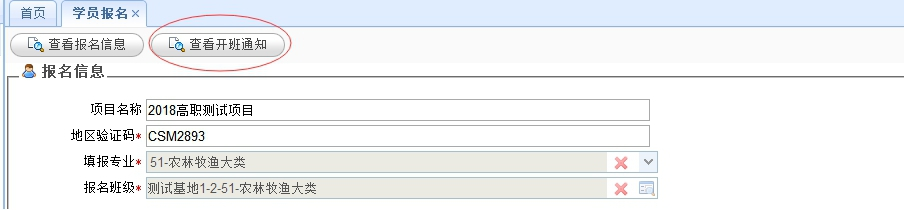 首页 学员报名
查看报名信息 查看开班通知
报名信息
项目名称 2018高职测试项目
地区验证码* CSM2893
填报专业* 51-农林牧渔大类
报名班级* 测试基地1-2-51-农林牧渔大类